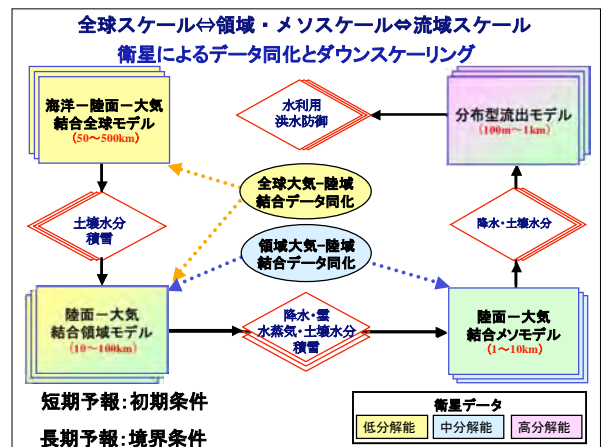 全球スケール⇔領域・メソスケール⇔流域スケール
衛星によるデータ同化とダウンスケーリング
海洋－陸面－大気
結合全球モデル
(50～500km)
水利用
洪水防御
分布型流出モデル
(100m～1km)
全球大気-陸域
結合データ同化
土壌水分
積雪
領域大気-陸域
結合データ同化
降水・土壌水分
陸面－大気
結合領域モデル
(10～100km)
降水・雲
水蒸気・土壌水分
積雪
陸面－大気
結合メソモデル
(1～10km)
短期予報：初期条件
長期予報：境界条件
衛星データ
低分解能 中分解能 高分解能